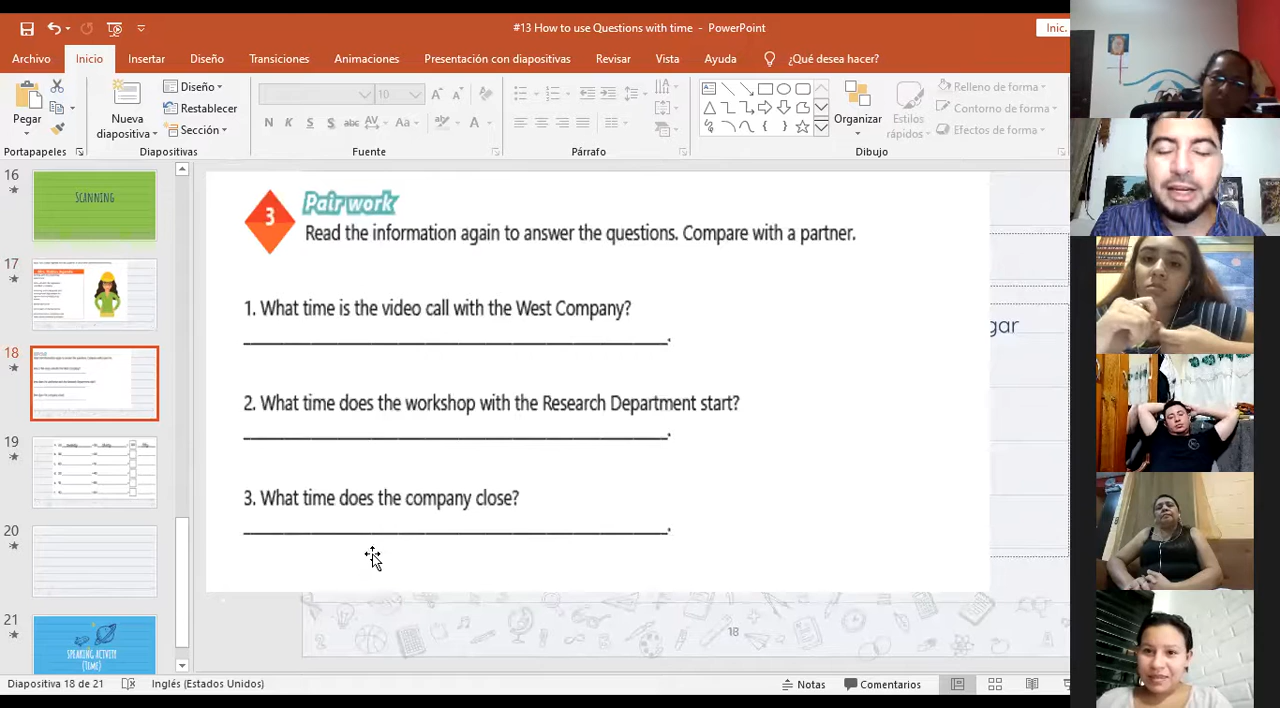 #13 How to use Questions with time - PowerPoint
Inic.
Archivo
Inicio
Insertar
Diseño
Transiciones
Animaciones
Presentación con diapositivas
Revisar
Vista
Ayuda
¿Qué desea hacer?
Pegar
Nueva
diapositiva
Diseño
Restablecer
Sección
10
N K S S abc AV Aa A
Organizar
Estilos
rápidos
Relleno de forma
Contorno de forma
Efectos de forma
Portapapeles
Diapositivas
Fuente
Párrafo
Dibujo
16
SCANNING
17
18
19
20
21
SPEAKING ACTIVITY
(TIME)
3
Pair work
Read the information again to answer the questions. Compare with a partner.
1. What time is the video call with the West Company?
2. What time does the workshop with the Research Department start?
3. What time does the company close?
gar
18
Diapositiva 18 de 21
Inglés (Estados Unidos)
Notas
Comentarios